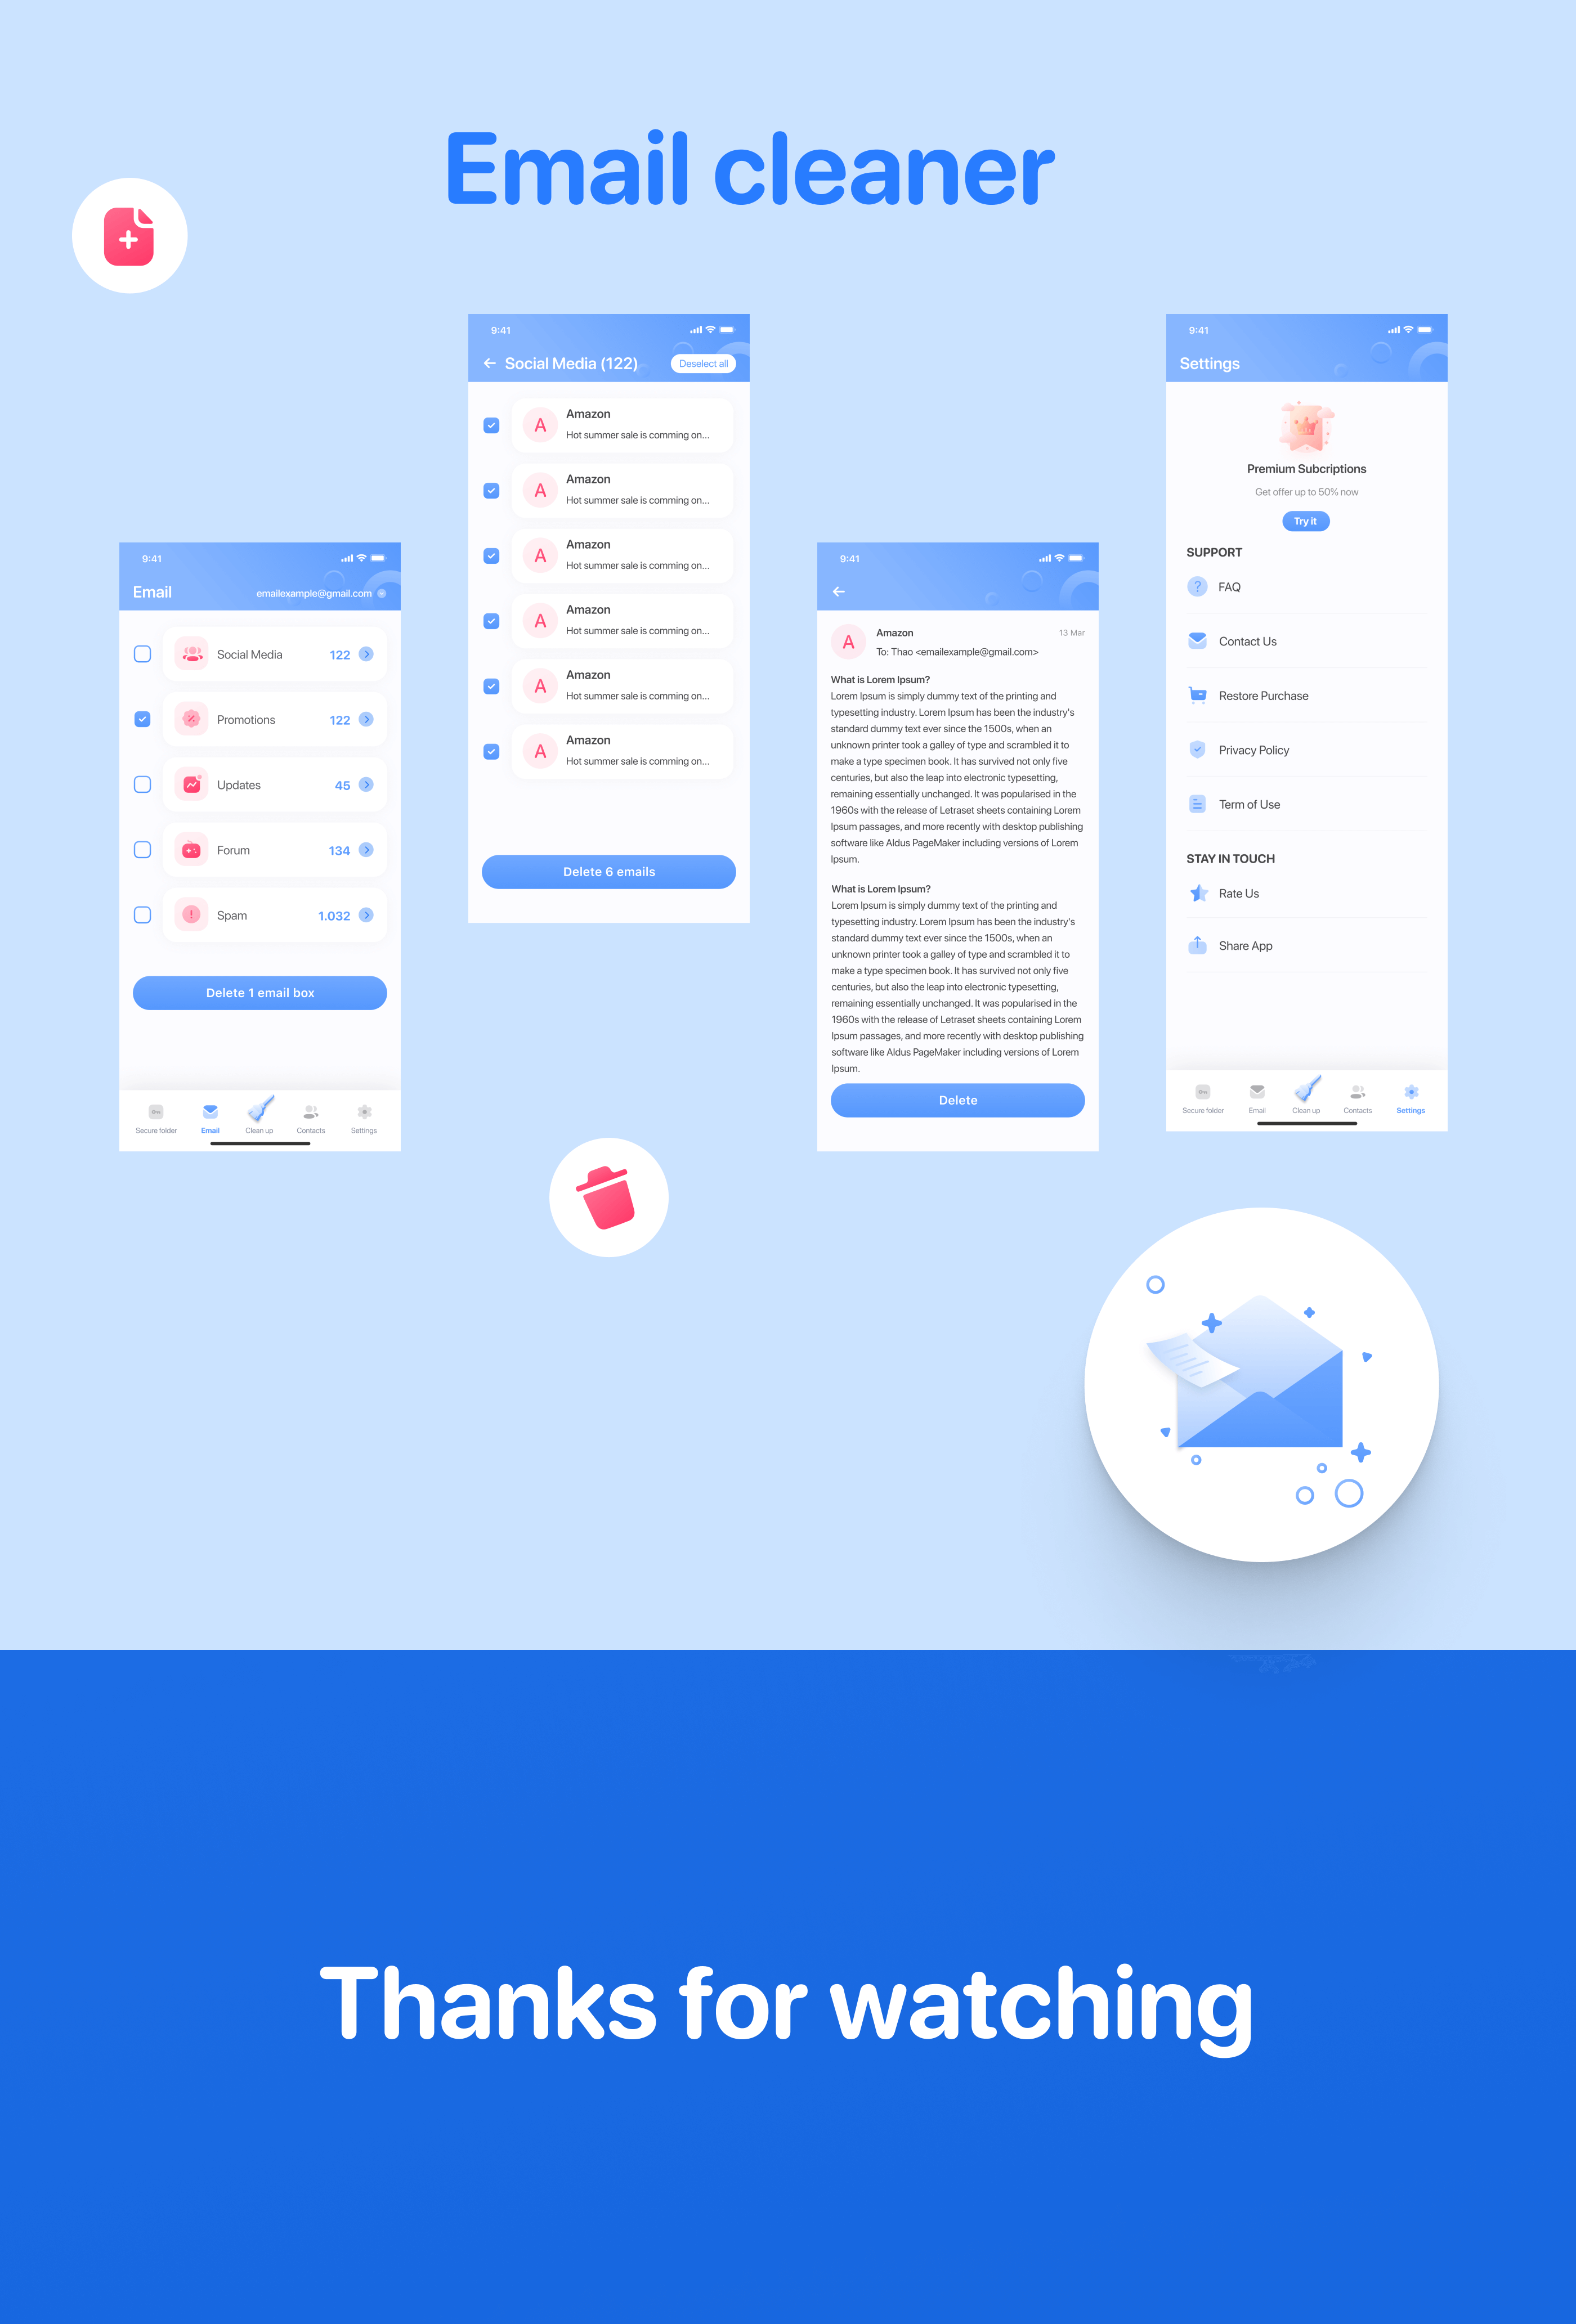 Email cleaner
9:41
Email
emailexample@gmail.com
Social Media
122
Promotions
122
Updates
45
Forum
134
Spam
1.032
Delete 1 email box
Secure folder
Email
Clean up
Contacts
Settings
9:41
Social Media (122)
Deselect all
A
Amazon
Hot summer sale is comming on...
A
Amazon
Hot summer sale is comming on...
A
Amazon
Hot summer sale is comming on...
A
Amazon
Hot summer sale is comming on...
A
Amazon
Hot summer sale is comming on...
A
Amazon
Hot summer sale is comming on...
Delete 6 emails
9:41
A
Amazon
13 Mar
To: Thao <emailexample@gmail.com>
What is Lorem Ipsum?
Lorem Ipsum is simply dummy text of the printing and
typesetting industry. Lorem Ipsum has been the industry's
standard dummy text ever since the 1500s, when an
unknown printer took a galley of type and scrambled it to
make a type specimen book. It has survived not only five
centuries, but also the leap into electronic typesetting,
remaining essentially unchanged. It was popularised in the
1960s with the release of Letraset sheets containing Lorem
Ipsum passages, and more recently with desktop publishing
software like Aldus PageMaker including versions of Lorem
Ipsum.
What is Lorem Ipsum?
Lorem Ipsum is simply dummy text of the printing and
typesetting industry. Lorem Ipsum has been the industry's
standard dummy text ever since the 1500s, when an
unknown printer took a galley of type and scrambled it to
make a type specimen book. It has survived not only five
centuries, but also the leap into electronic typesetting,
remaining essentially unchanged. It was popularised in the
1960s with the release of Letraset sheets containing Lorem
Ipsum passages, and more recently with desktop publishing
software like Aldus PageMaker including versions of Lorem
Ipsum.
Delete
9:41
Settings
Premium Subcriptions
Get offer up to 50% now
Try it
SUPPORT
FAQ
Contact Us
Restore Purchase
Privacy Policy
Term of Use
STAY IN TOUCH
Rate Us
Share App
Secure folder
Email
Clean up
Contacts
Settings
Thanks for watching